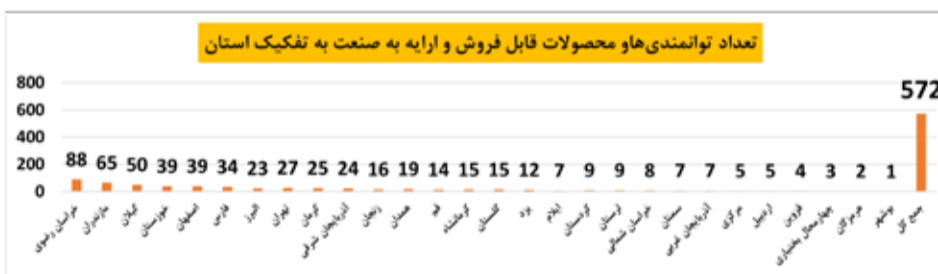 تعداد توانمندی‌هاو محصولات قابل فروش و ارایه به صنعت به تفکیک استان
800
600
400
200
0
88 65 50 39 39 34 23 27 25 24 16 19 14 15 15 12 7 9 9 8 7 7 5 5 4 3 2 1 572
خراسان رضوی
مازندران
گیلان
خوزستان
اصفهان
فارس
البرز
تهران
کرمان
آذربایجان شرقی
زنجان
همدان
قم
کرمانشاه
گلستان
یزد
ایلام
کردستان
لرستان
خراسان شمالی
سمنان
آذربایجان غربی
مرکزی
اردبیل
قزوین
چهارمحال بختیاری
هرمزگان
بوشهر
جمع کل